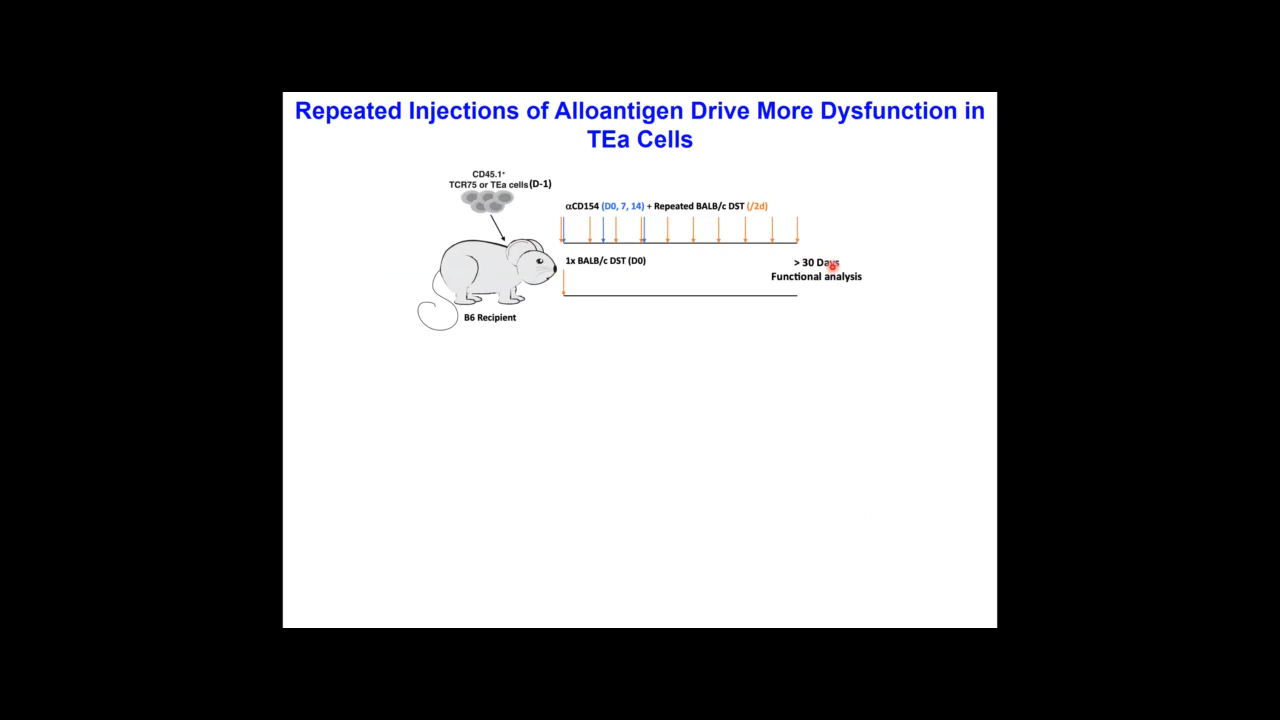 Repeated Injections of Alloantigen Drive More Dysfunction in
TEa Cells
CD45.1⁺
TCR75 or TEa cells (D-1)
αCD154 (D0, 7, 14) + Repeated BALB/c DST (/2d)
1x BALB/c DST (D0)
> 30 Days
Functional analysis
B6 Recipient